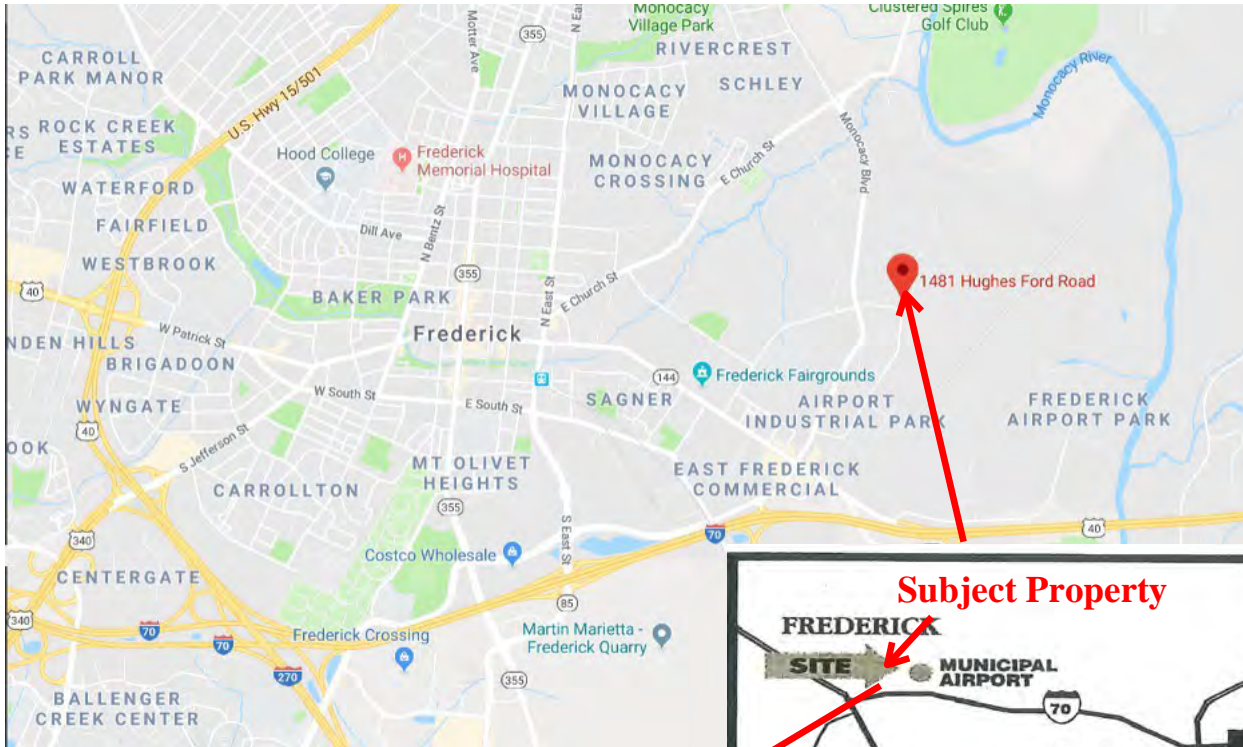 Monocacy
Village Park
Clustered Spires
Golf Club
CARROLL
PARK MANOR
Motter Ave
355
N Eas
RIVERCREST
SCHLEY
Monocacy River
U.S. Hwy 15/501
MONOCACY
VILLAGE
RS
CE
ROCK CREEK
ESTATES
Hood College
H
Frederick
Memorial Hospital
MONOCACY
CROSSING
E Church St
Monocacy Blvd
WATERFORD
FAIRFIELD
Dill Ave
N Bentz St
WESTBROOK
355
40
BAKER PARK
N East St
E Church St
1481 Hughes Ford Road
W Patrick St
Frederick
NDEN HILLS
BRIGADOON
144
Frederick Fairgrounds
W South St
E South St
SAGNER
AIRPORT
INDUSTRIAL PARK
FREDERICK
AIRPORT PARK
WYNGATE
40
OOK
S Jefferson St
MT OLIVET
HEIGHTS
EAST FREDERICK
COMMERCIAL
CARROLLTON
355
S East St
70
40
340
Costco Wholesale
CENTERGATE
85
340
70
70
Frederick Crossing
Martin Marietta -
Frederick Quarry
270
355
BALLENGER
CREEK CENTER
Subject Property
FREDERICK
SITE
MUNICIPAL
AIRPORT
70